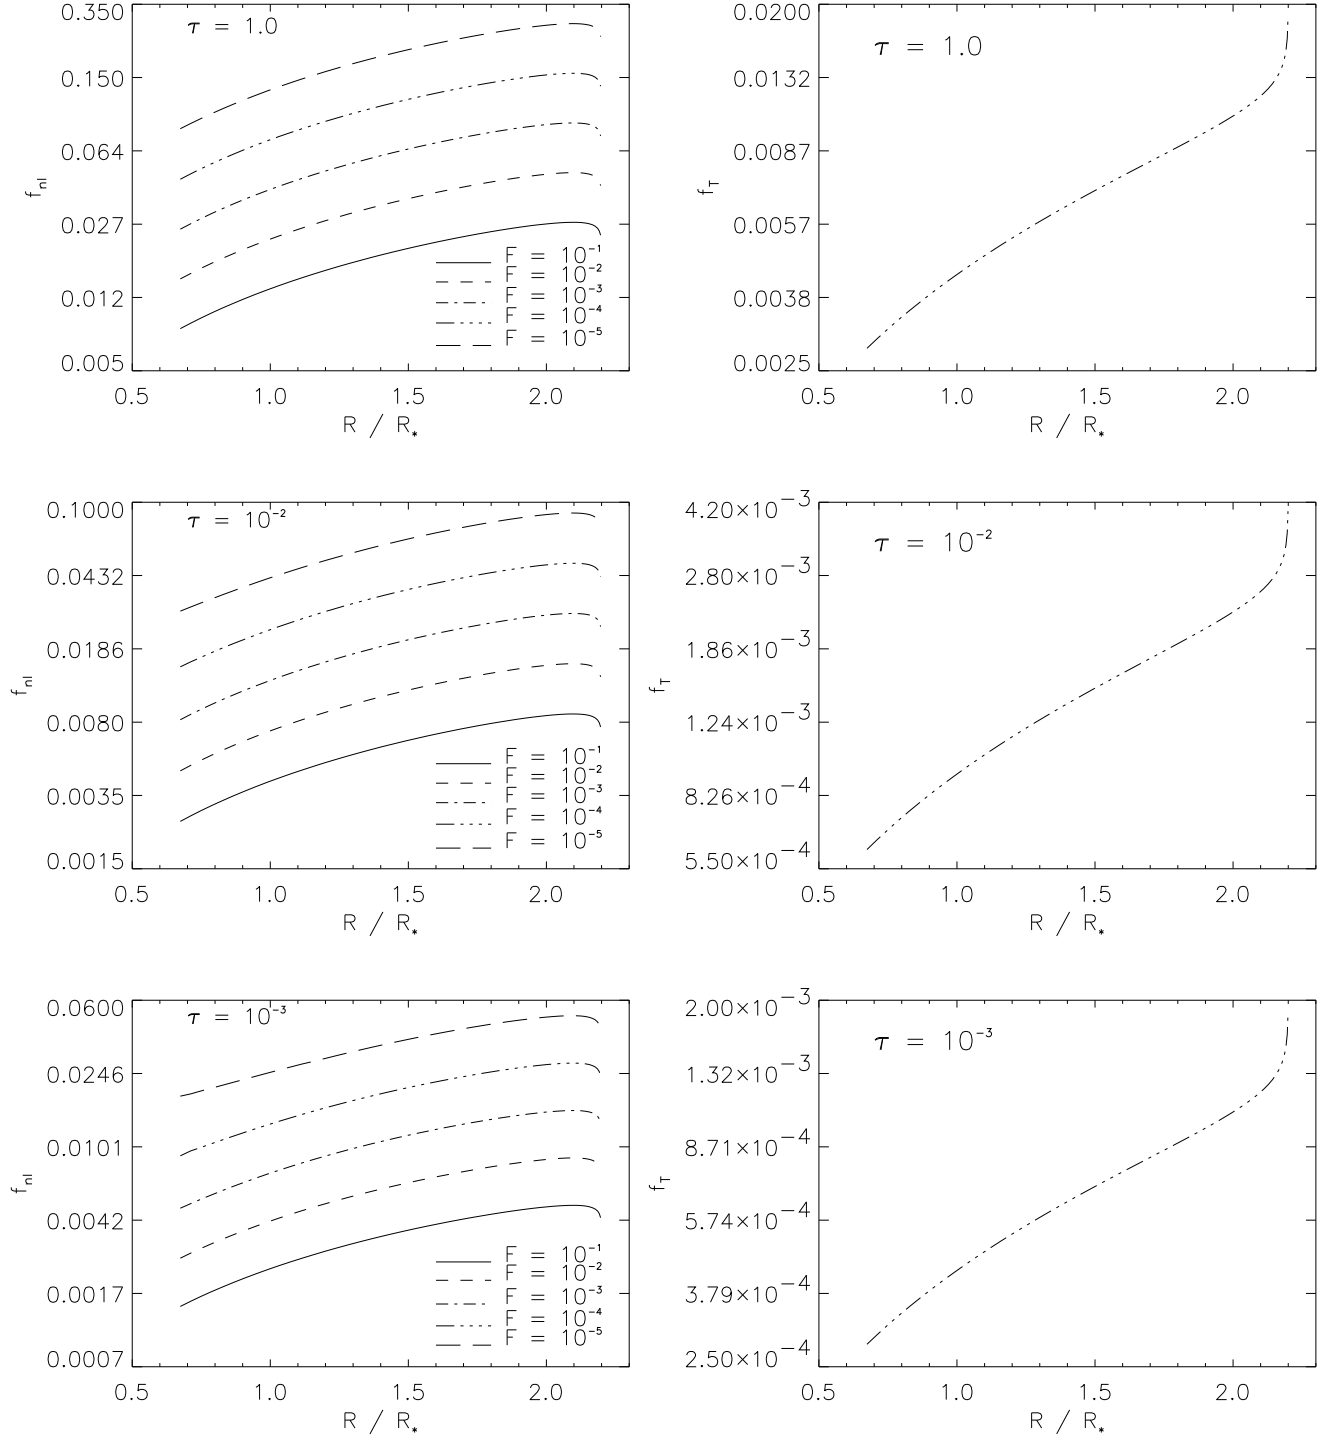 0.350
τ = 1.0
0.150
0.064
f_nl
0.027
F = 10⁻¹
F = 10⁻²
0.012
F = 10⁻³
F = 10⁻⁴
F = 10⁻⁵
0.005
0.5 1.0 1.5 2.0
R / R*
0.0200
τ = 1.0
0.0132
0.0087
f_T
0.0057
0.0038
0.0025
0.5 1.0 1.5 2.0
R / R*
0.1000
τ = 10⁻²
0.0432
0.0186
f_nl
0.0080
F = 10⁻¹
F = 10⁻²
0.0035
F = 10⁻³
F = 10⁻⁴
F = 10⁻⁵
0.0015
0.5 1.0 1.5 2.0
R / R*
4.20×10⁻³
τ = 10⁻²
2.80×10⁻³
1.86×10⁻³
f_T
1.24×10⁻³
8.26×10⁻⁴
5.50×10⁻⁴
0.5 1.0 1.5 2.0
R / R*
0.0600
τ = 10⁻³
0.0246
0.0101
f_nl
0.0042
F = 10⁻¹
F = 10⁻²
0.0017
F = 10⁻³
F = 10⁻⁴
F = 10⁻⁵
0.0007
0.5 1.0 1.5 2.0
R / R*
2.00×10⁻³
τ = 10⁻³
1.32×10⁻³
8.71×10⁻⁴
f_T
5.74×10⁻⁴
3.79×10⁻⁴
2.50×10⁻⁴
0.5 1.0 1.5 2.0
R / R*